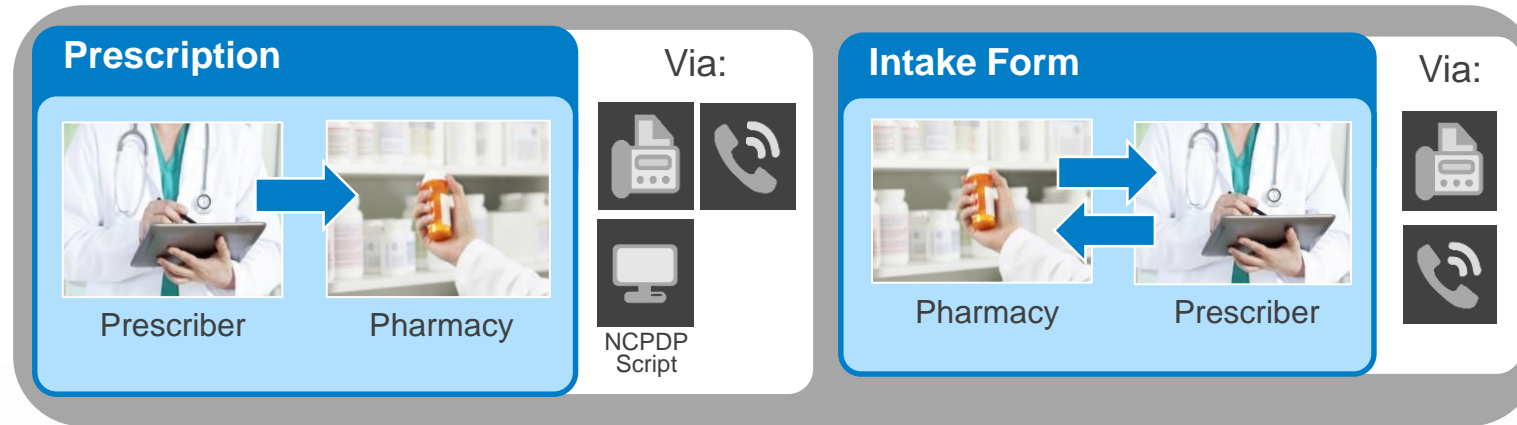 Prescription
Via:
Prescriber
Pharmacy
NCPDP
Script
Intake Form
Via:
Pharmacy
Prescriber